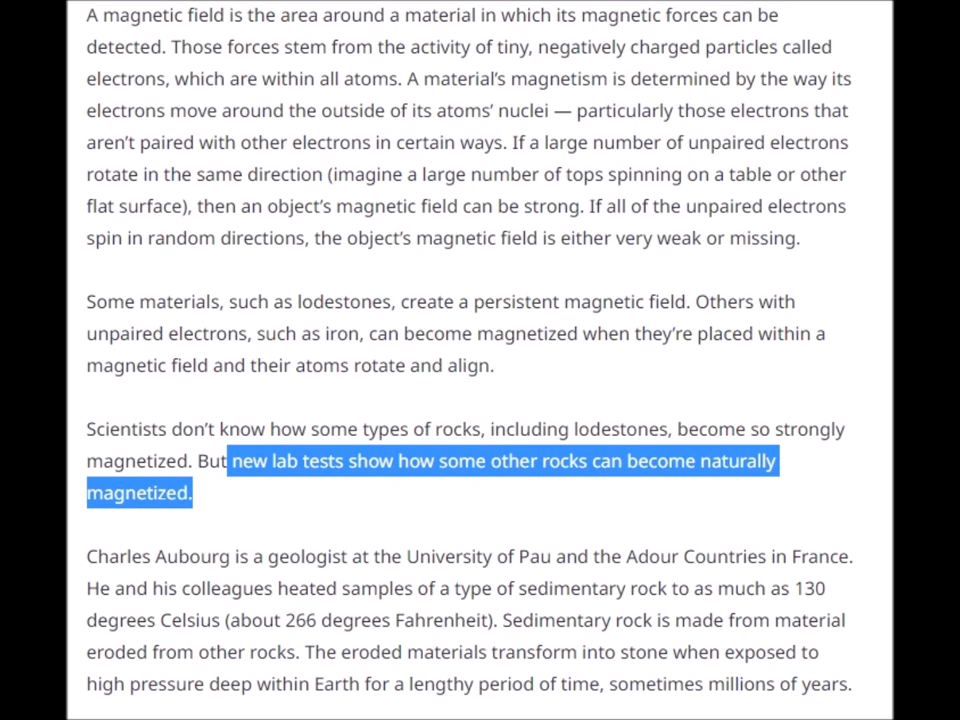 A magnetic field is the area around a material in which its magnetic forces can be
detected. Those forces stem from the activity of tiny, negatively charged particles called
electrons, which are within all atoms. A material’s magnetism is determined by the way its
electrons move around the outside of its atoms’ nuclei — particularly those electrons that
aren’t paired with other electrons in certain ways. If a large number of unpaired electrons
rotate in the same direction (imagine a large number of tops spinning on a table or other
flat surface), then an object’s magnetic field can be strong. If all of the unpaired electrons
spin in random directions, the object’s magnetic field is either very weak or missing.
Some materials, such as lodestones, create a persistent magnetic field. Others with
unpaired electrons, such as iron, can become magnetized when they’re placed within a
magnetic field and their atoms rotate and align.
Scientists don’t know how some types of rocks, including lodestones, become so strongly
magnetized. But new lab tests show how some other rocks can become naturally
magnetized.
Charles Aubourg is a geologist at the University of Pau and the Adour Countries in France.
He and his colleagues heated samples of a type of sedimentary rock to as much as 130
degrees Celsius (about 266 degrees Fahrenheit). Sedimentary rock is made from material
eroded from other rocks. The eroded materials transform into stone when exposed to
high pressure deep within Earth for a lengthy period of time, sometimes millions of years.